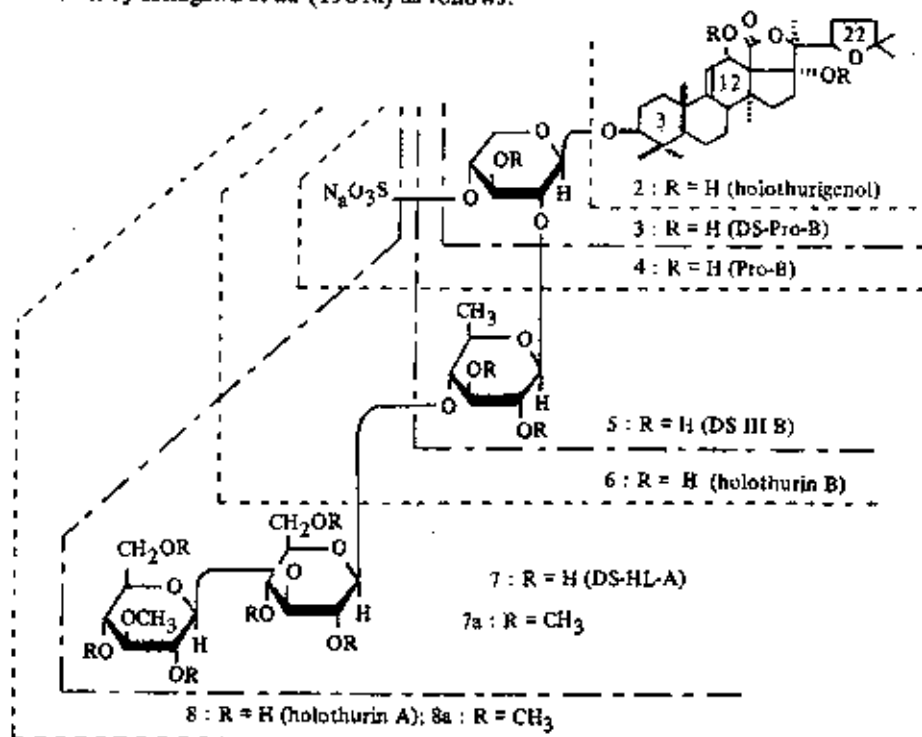 RO O O 22
12 O
OR
3 O
O
OR
NaO3S O H
O
2 : R = H (holothurigenol)
3 : R = H (DS-Pro-B)
4 : R = H (Pro-B)
CH3 O
OR
O H
OR
5 : R = H (DS III B)
6 : R = H (holothurin B)
CH2OR
CH2OR O
O O
7 : R = H (DS-HL-A)
OCH3 RO H
RO H OR
OR
7a : R = CH3
8 : R = H (holothurin A); 8a : R = CH3